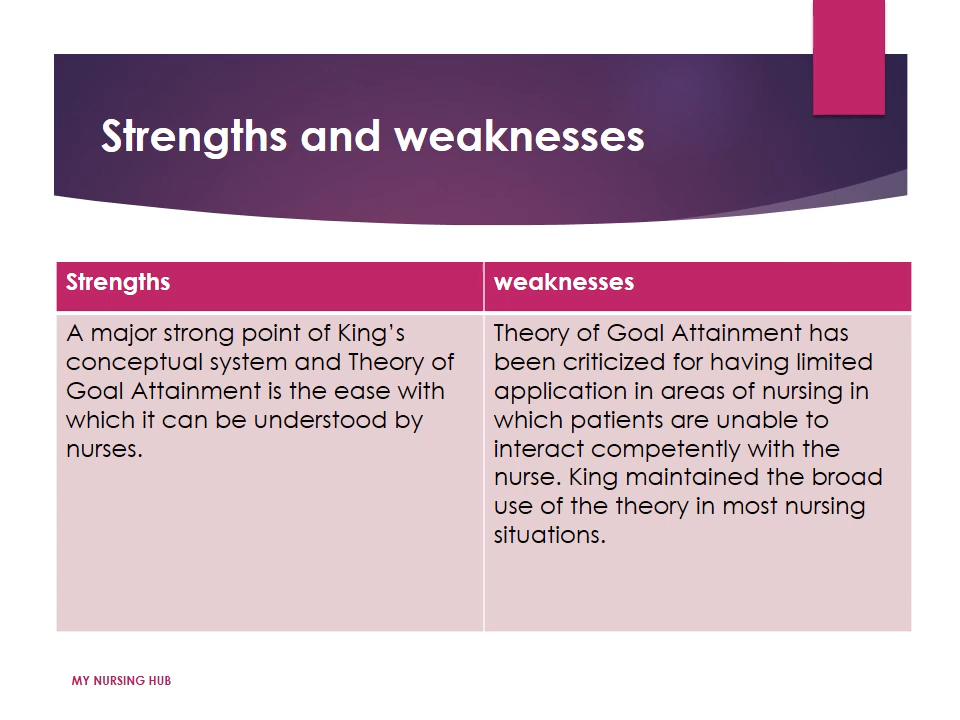 Strengths and weaknesses
Strengths
A major strong point of King's
conceptual system and Theory of
Goal Attainment is the ease with
which it can be understood by
nurses.
weaknesses
Theory of Goal Attainment has
been criticized for having limited
application in areas of nursing in
which patients are unable to
interact competently with the
nurse. King maintained the broad
use of the theory in most nursing
situations.
MY NURSING HUB